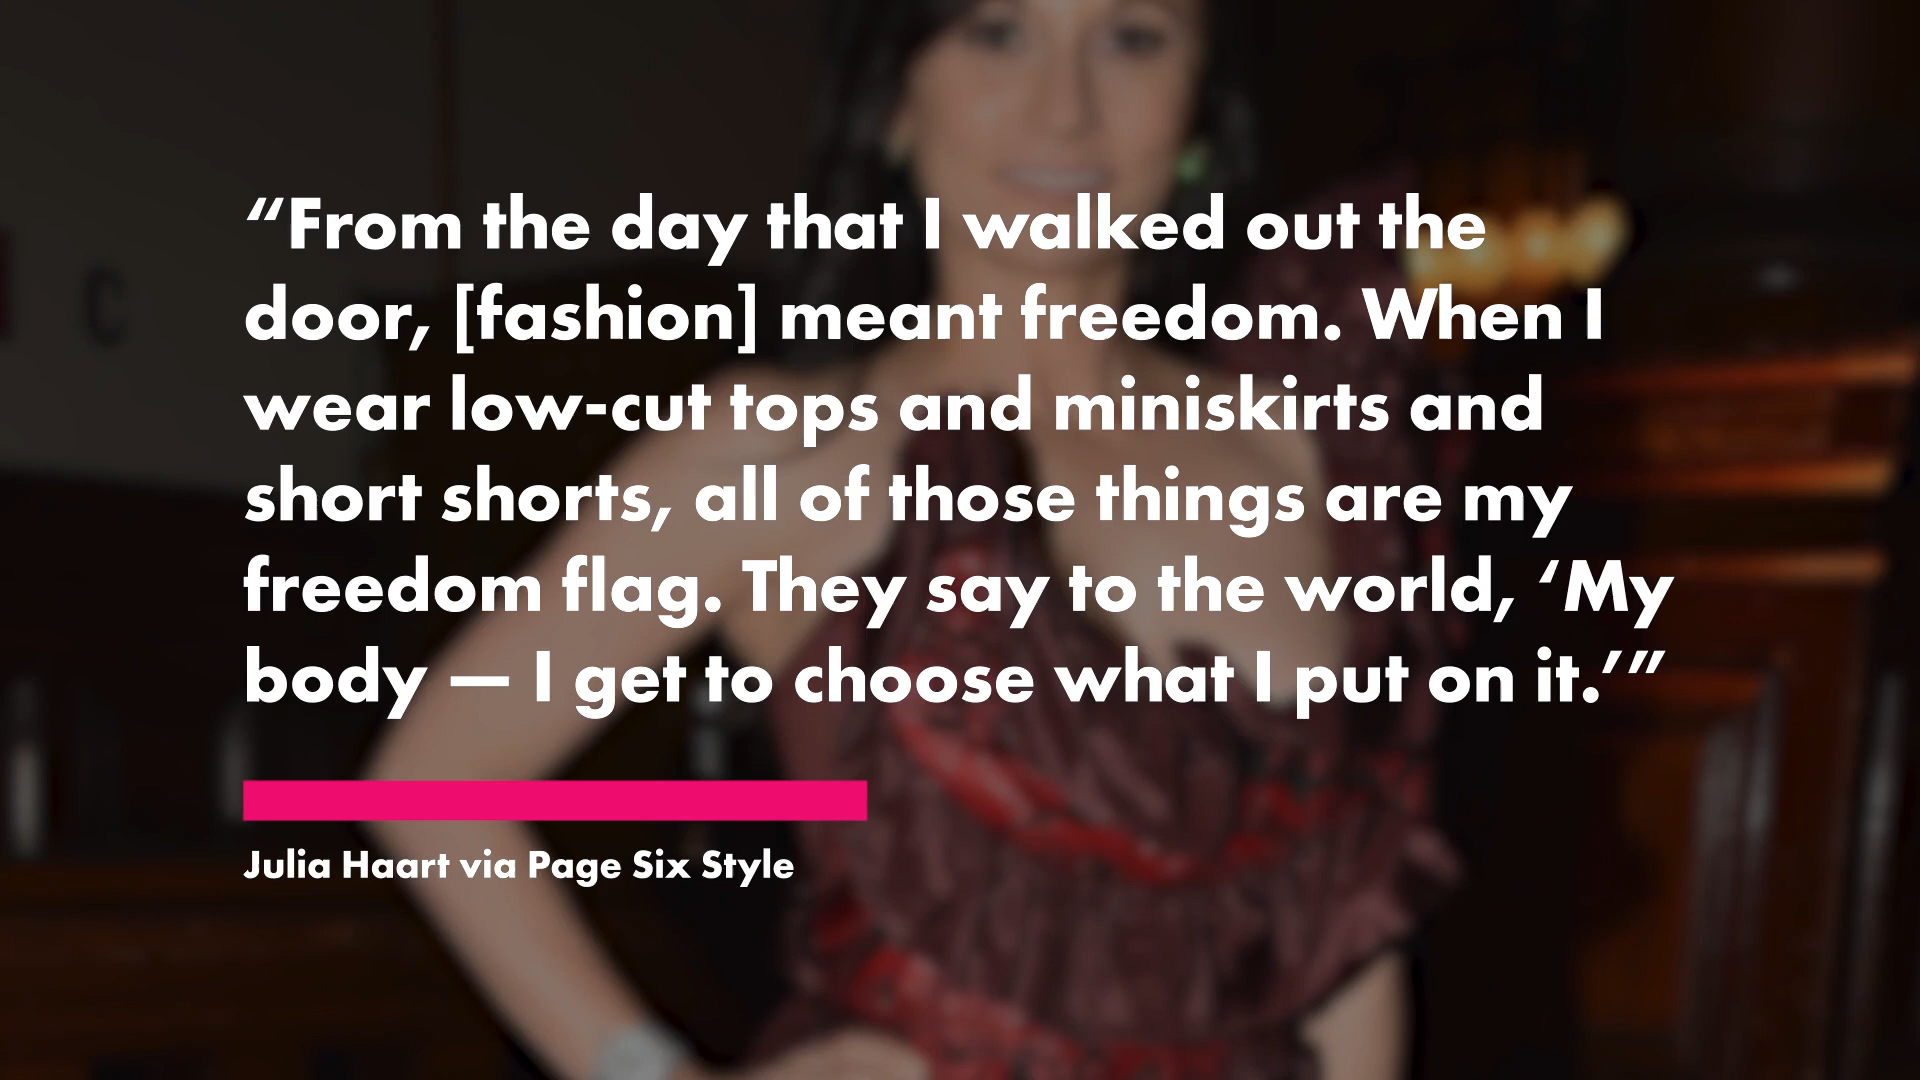 “From the day that I walked out the
door, [fashion] meant freedom. When I
wear low-cut tops and miniskirts and
short shorts, all of those things are my
freedom flag. They say to the world, ‘My
body — I get to choose what I put on it.’”
Julia Haart via Page Six Style